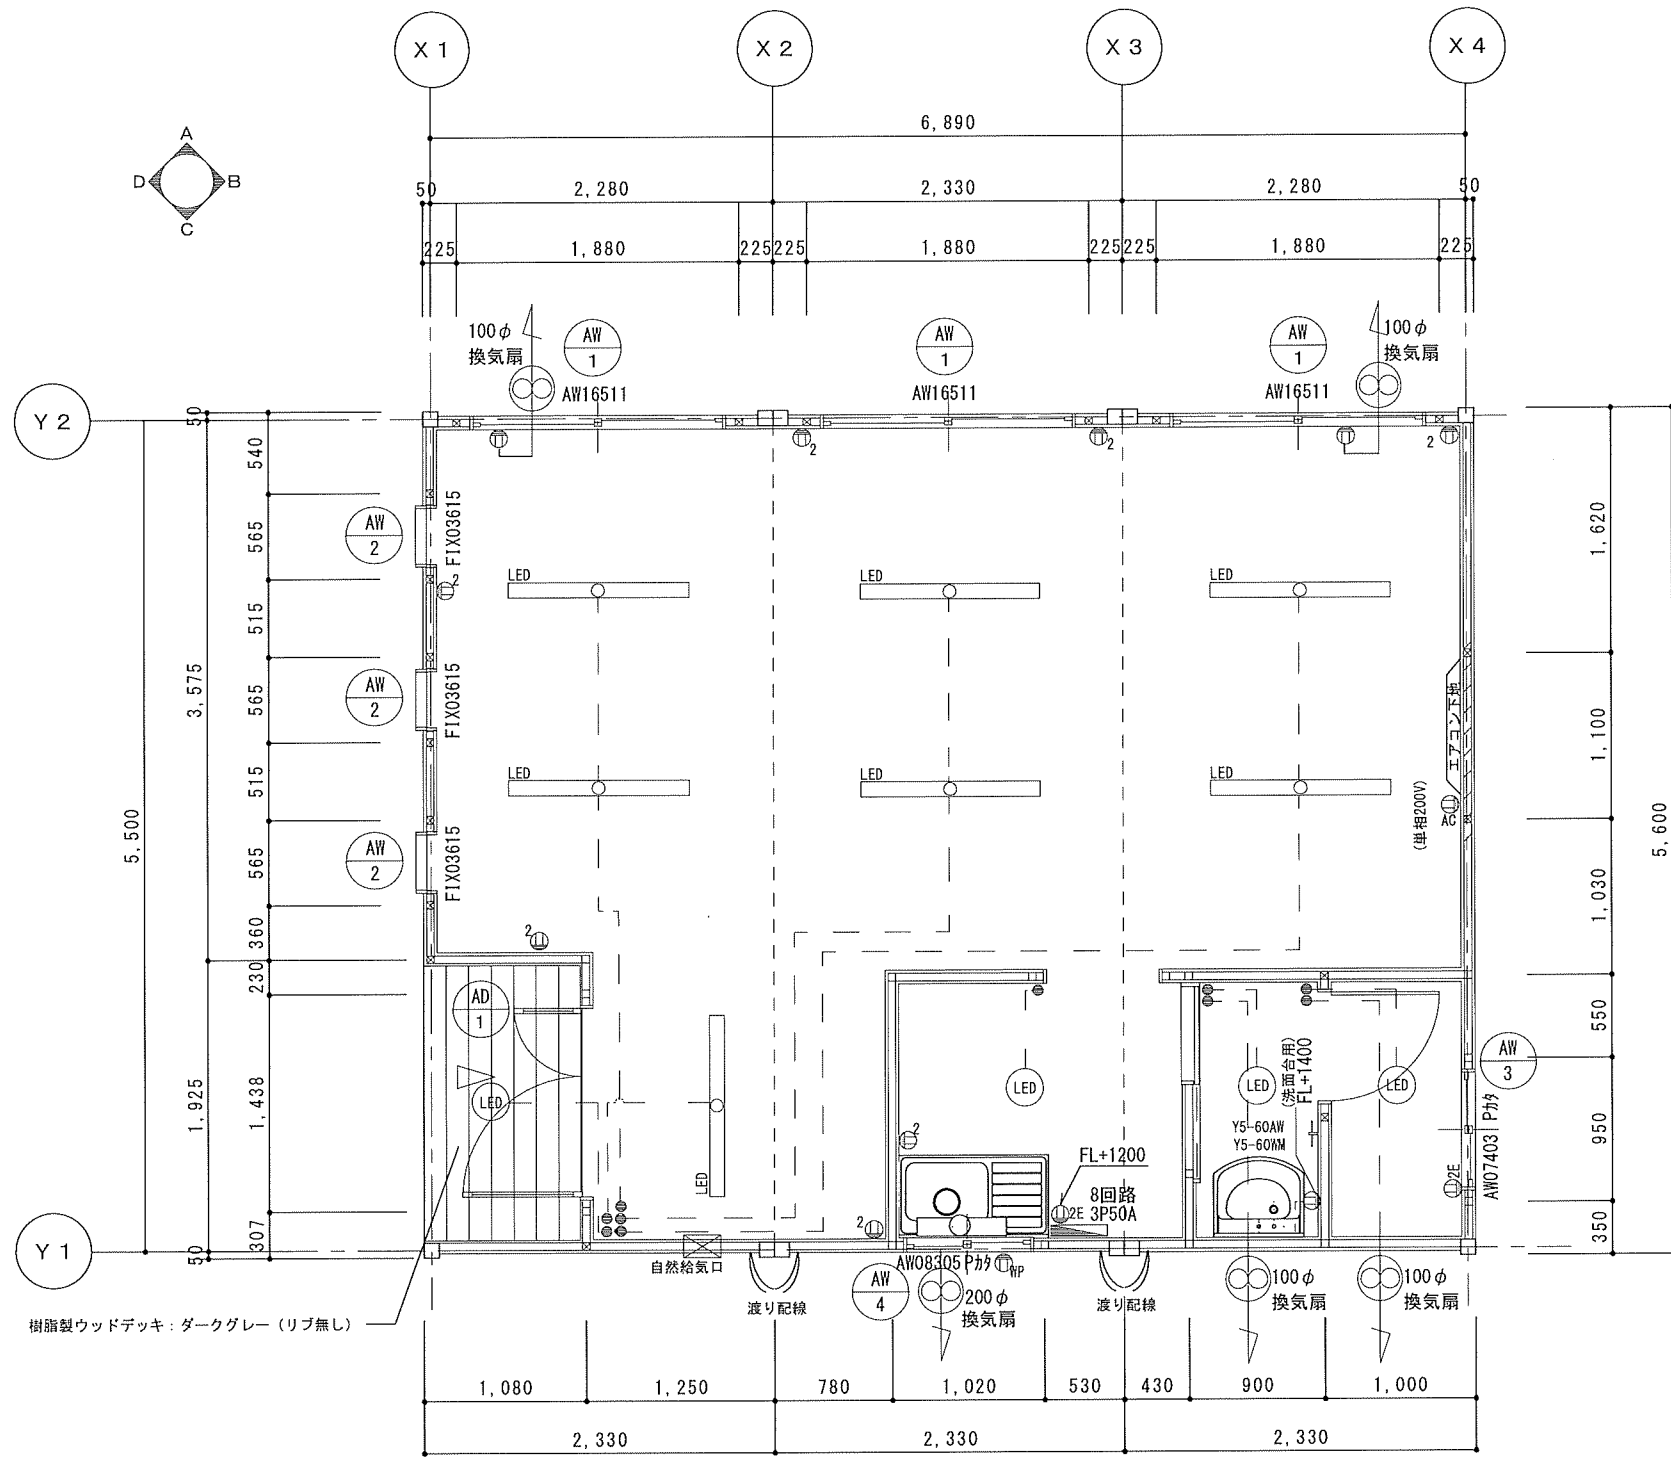 X 1
X 2
X 3
X 4
6,890
A
D
B
C
50
2,280
2,330
2,280
50
225
1,880
225
225
1,880
225
225
1,880
225
100φ
換気扇
AW
1
AW16511
AW
1
AW16511
AW
1
AW16511
100φ
換気扇
Y 2
50
540
565
515
565
515
565
360
230
1,438
307
50
3,575
1,925
5,500
2
2
2
AW
2
FIX03615
2
AW
2
FIX03615
AW
2
FIX03615
LED
LED
LED
LED
LED
LED
エアコン下地
AC
(単相200V)
1,620
1,100
1,030
550
950
350
5,600
2
AD
1
LED
LED
LED
LED
LED
(洗面台用)
FL+1400
Y5-60AW
Y5-60WM
AW
3
AW07403 Pカタ
2E
2
FL+1200
8回路
3P50A
2E
2
Y 1
自然給気口
渡り配線
AW08305 Pカタ
WP
AW
4
200φ
換気扇
渡り配線
100φ
換気扇
100φ
換気扇
樹脂製ウッドデッキ：ダークグレー（リブ無し）
1,080
1,250
780
1,020
530
430
900
1,000
2,330
2,330
2,330